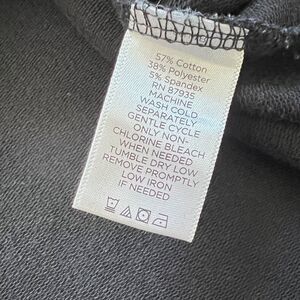 57% Cotton
38% Polyester
5% Spandex
RN 87935
MACHINE
WASH COLD
SEPARATELY
GENTLE CYCLE
ONLY NON-
CHLORINE BLEACH
WHEN NEEDED
TUMBLE DRY LOW
REMOVE PROMPTLY
LOW IRON
IF NEEDED